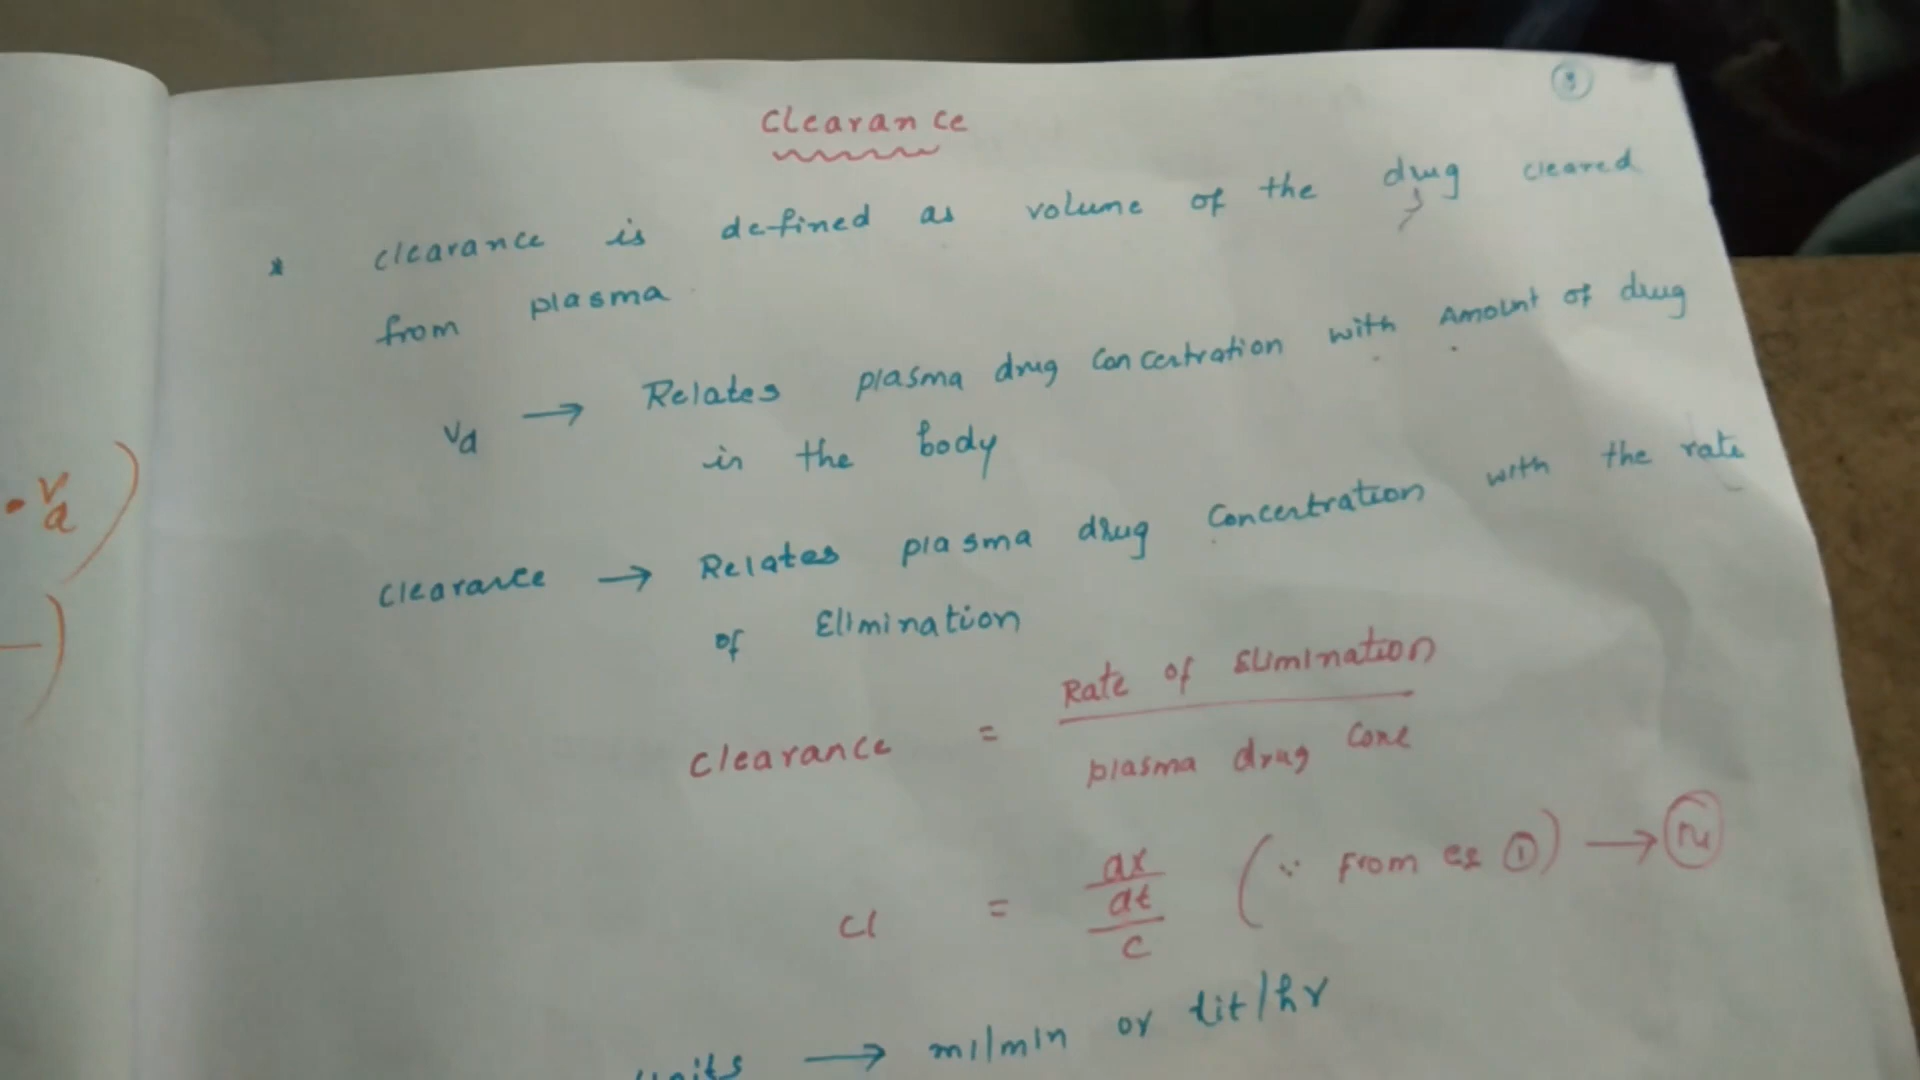 3
Clearance
* clearance is defined as volume of the drug cleared
from plasma
Vd → Relates plasma drug concentration with Amount of drug
in the body
clearance → Relates plasma drug concentration with the rate
of Elimination
clearance = Rate of Elimination
plasma drug conc
Cl = dx/dt / c (∵ from eq ①) →
units → ml/min or lit/hr
• Vd)